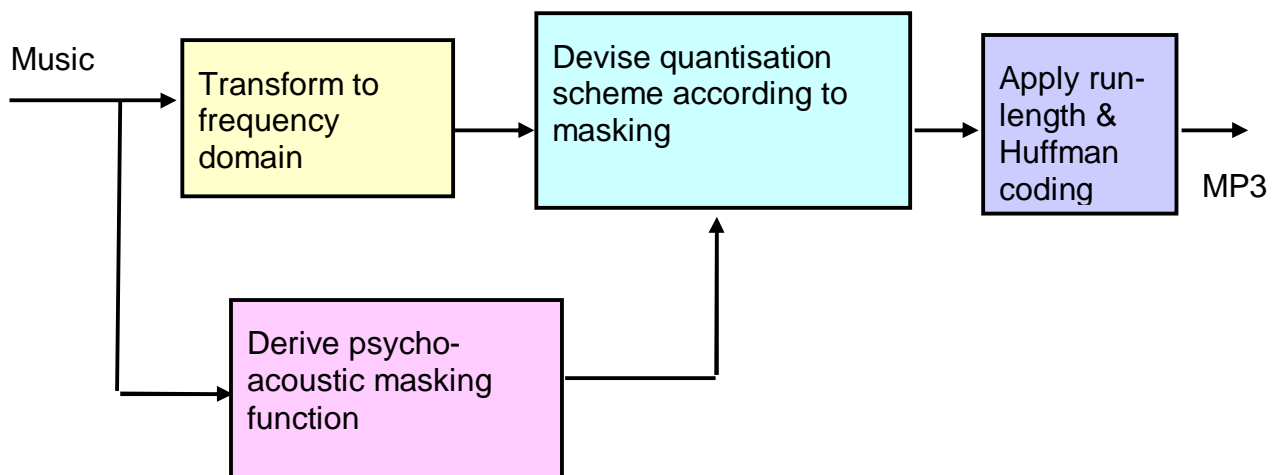 Music
Transform to
frequency
domain
Devise quantisation
scheme according to
masking
Apply run-
length &
Huffman
coding
MP3
Derive psycho-
acoustic masking
function